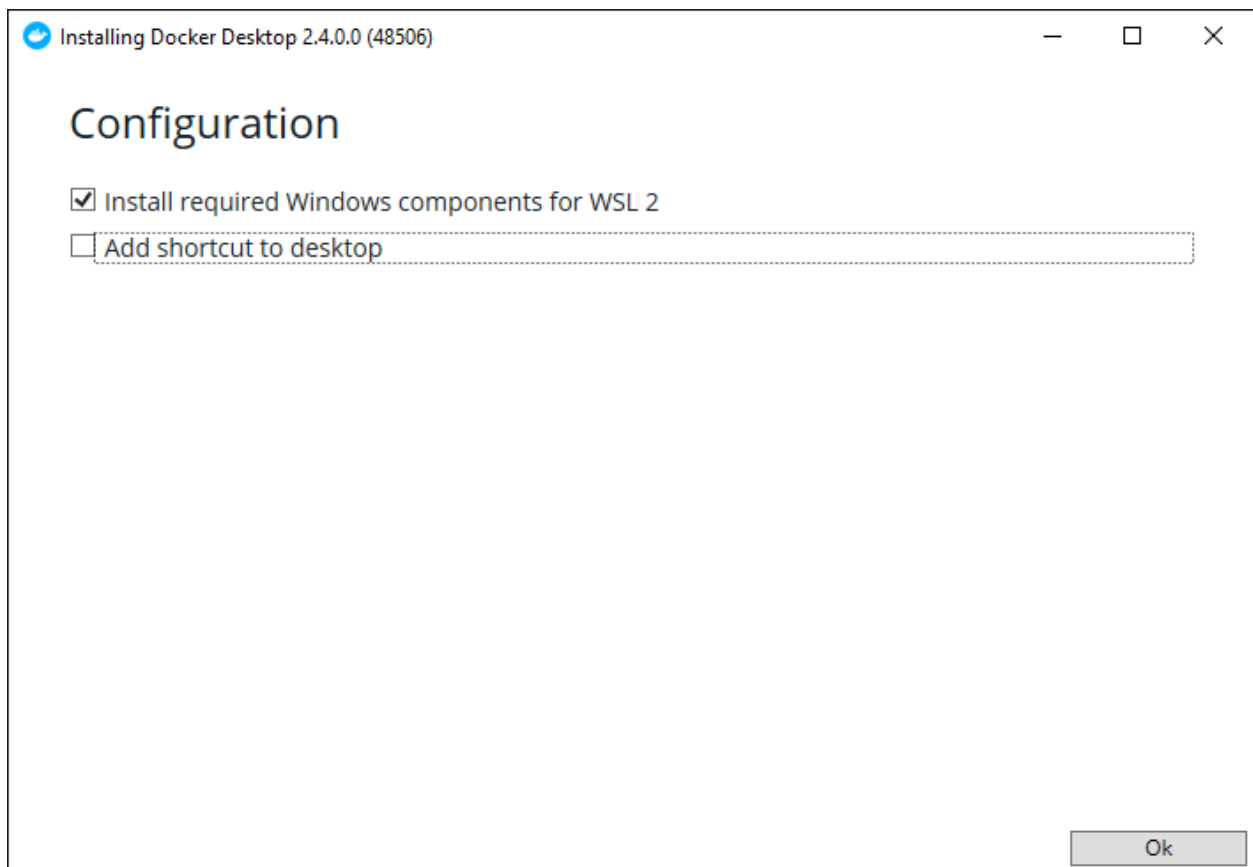 Installing Docker Desktop 2.4.0.0 (48506)
Configuration
Install required Windows components for WSL 2
Add shortcut to desktop
Ok